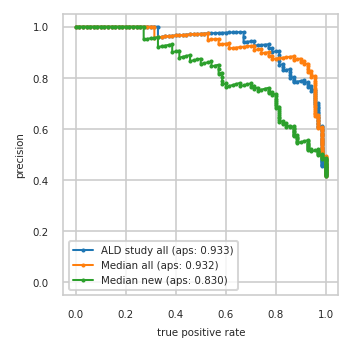 1.0
0.8
0.6
0.4
0.2
0.0
precision
ALD study all (aps: 0.933)
Median all (aps: 0.932)
Median new (aps: 0.830)
0.0 0.2 0.4 0.6 0.8 1.0
true positive rate